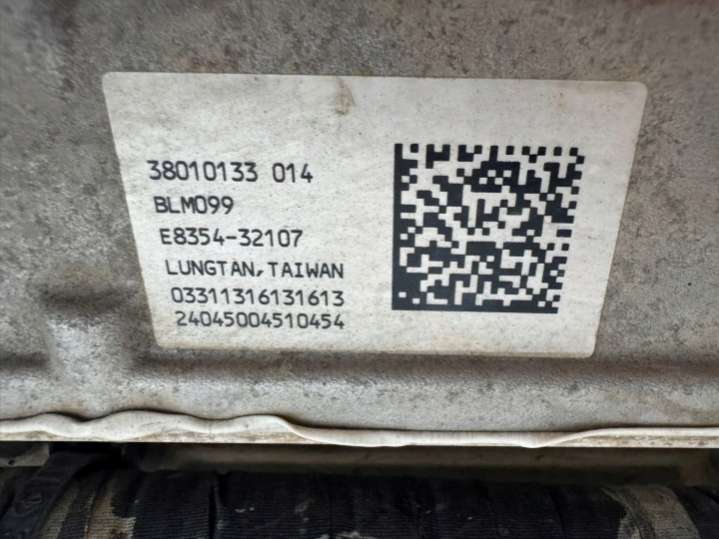 38010133 014
BLM099
E8354-32107
LUNGTAN, TAIWAN
03311316131613
24045004510454